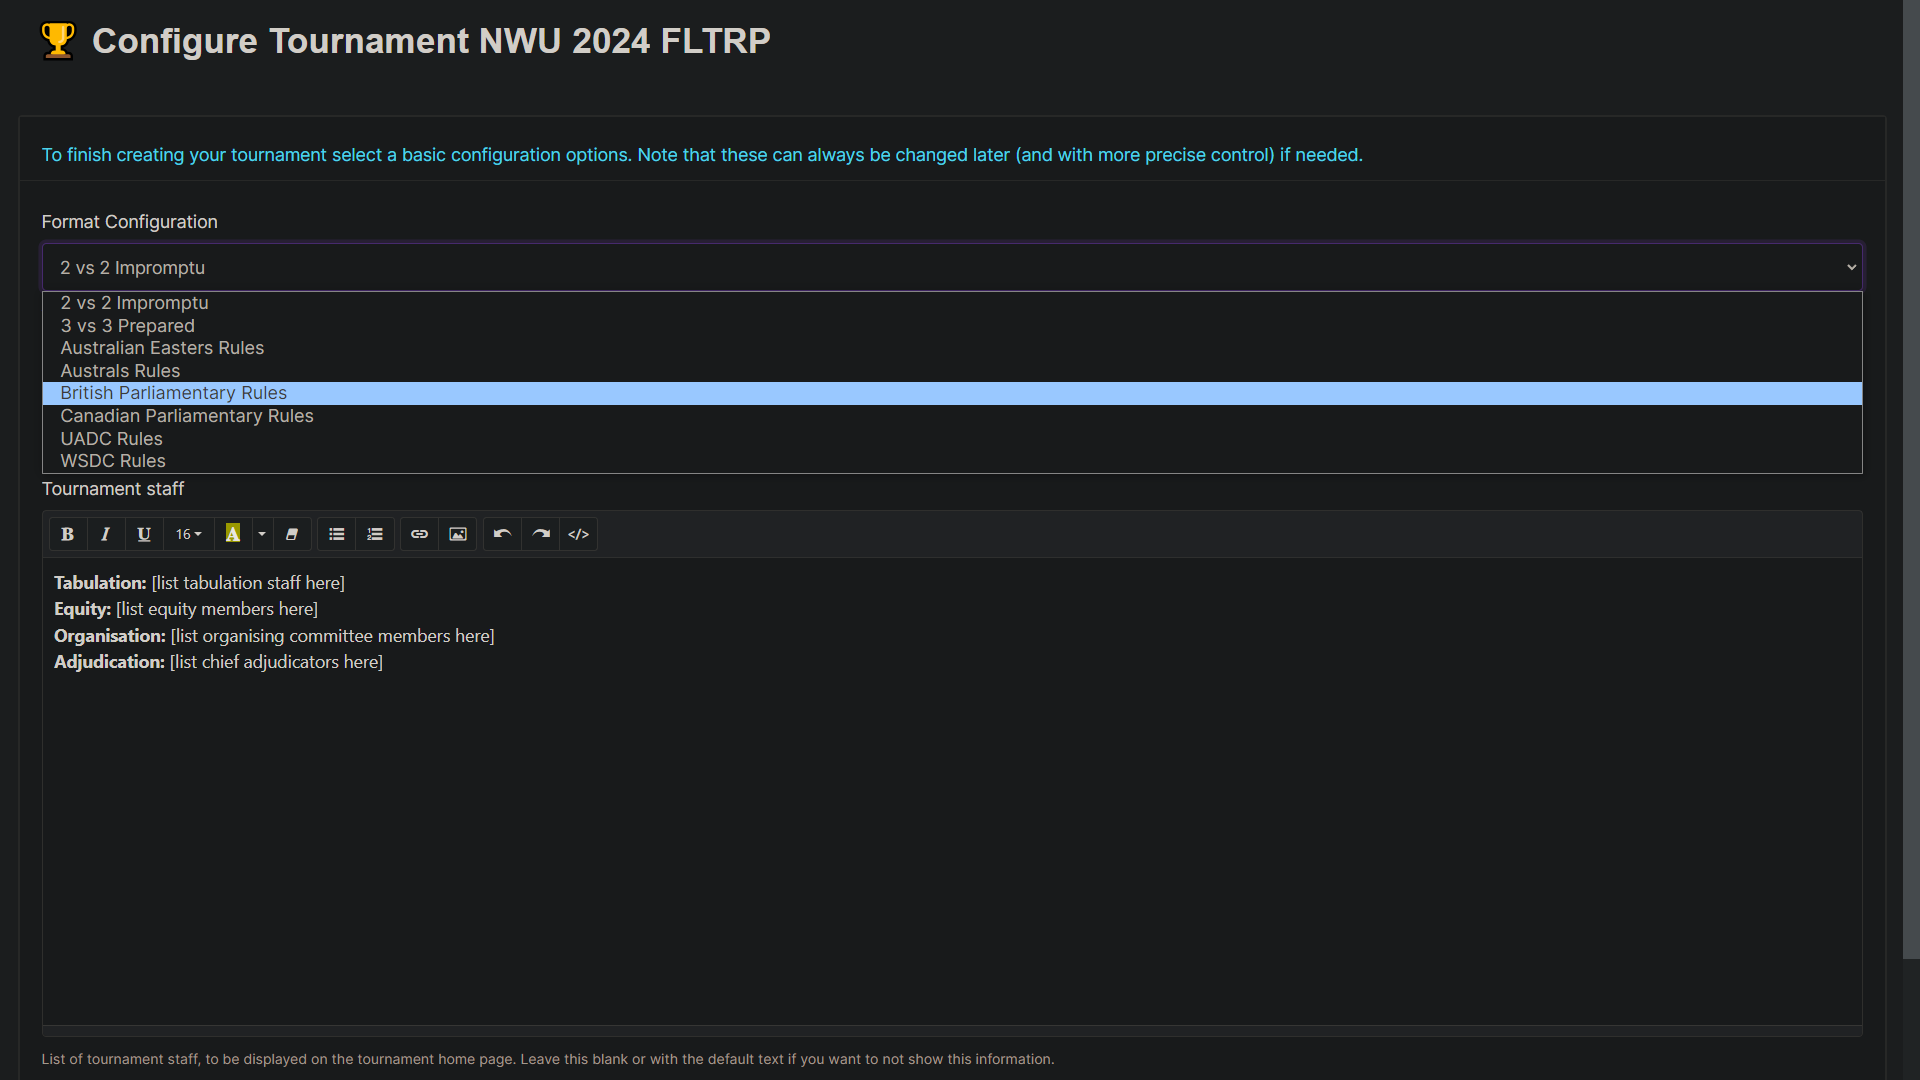 Configure Tournament NWU 2024 FLTRP
To finish creating your tournament select a basic configuration options. Note that these can always be changed later (and with more precise control) if needed.
Format Configuration
2 vs 2 Impromptu
2 vs 2 Impromptu
3 vs 3 Prepared
Australian Easters Rules
Australs Rules
British Parliamentary Rules
Canadian Parliamentary Rules
UADC Rules
WSDC Rules
Tournament staff
B I U 16 A </>
Tabulation: [list tabulation staff here]
Equity: [list equity members here]
Organisation: [list organising committee members here]
Adjudication: [list chief adjudicators here]
List of tournament staff, to be displayed on the tournament home page. Leave this blank or with the default text if you want to not show this information.